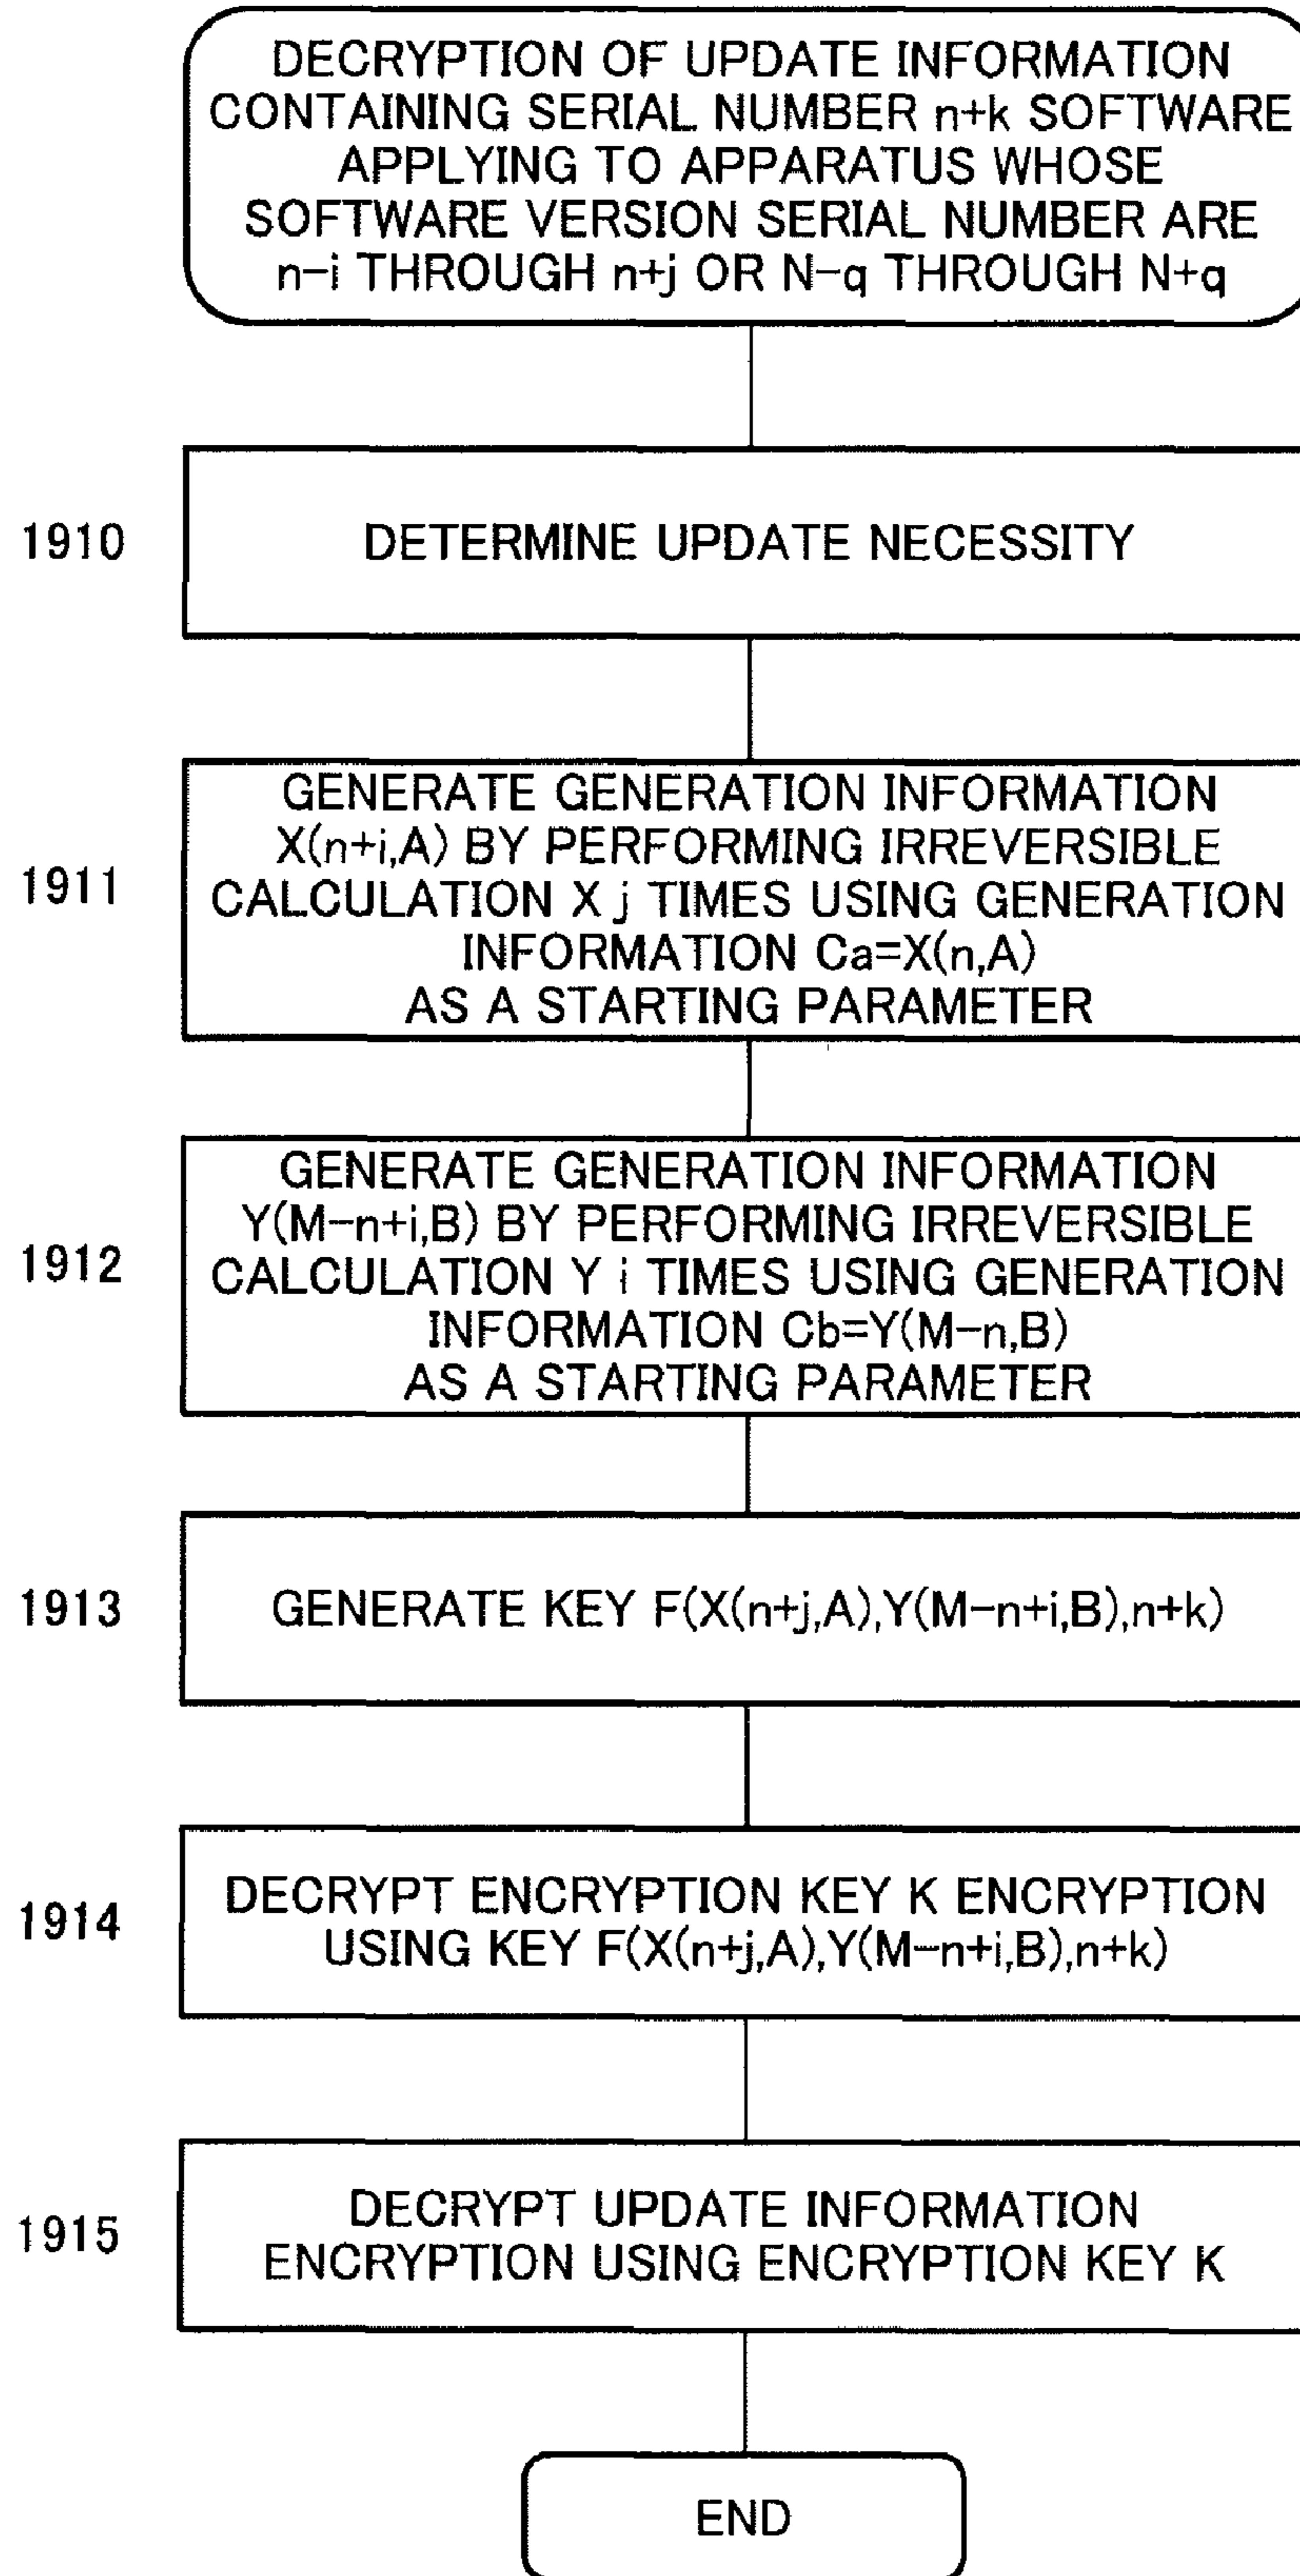 DECRYPTION OF UPDATE INFORMATION
CONTAINING SERIAL NUMBER n+k SOFTWARE
APPLYING TO APPARATUS WHOSE
SOFTWARE VERSION SERIAL NUMBER ARE
n-i THROUGH n+j OR N-q THROUGH N+q
1910
DETERMINE UPDATE NECESSITY
1911
GENERATE GENERATION INFORMATION
X(n+i,A) BY PERFORMING IRREVERSIBLE
CALCULATION X j TIMES USING GENERATION
INFORMATION Ca=X(n,A)
AS A STARTING PARAMETER
1912
GENERATE GENERATION INFORMATION
Y(M-n+i,B) BY PERFORMING IRREVERSIBLE
CALCULATION Y i TIMES USING GENERATION
INFORMATION Cb=Y(M-n,B)
AS A STARTING PARAMETER
1913
GENERATE KEY F(X(n+j,A),Y(M-n+i,B),n+k)
1914
DECRYPT ENCRYPTION KEY K ENCRYPTION
USING KEY F(X(n+j,A),Y(M-n+i,B),n+k)
1915
DECRYPT UPDATE INFORMATION
ENCRYPTION USING ENCRYPTION KEY K
END